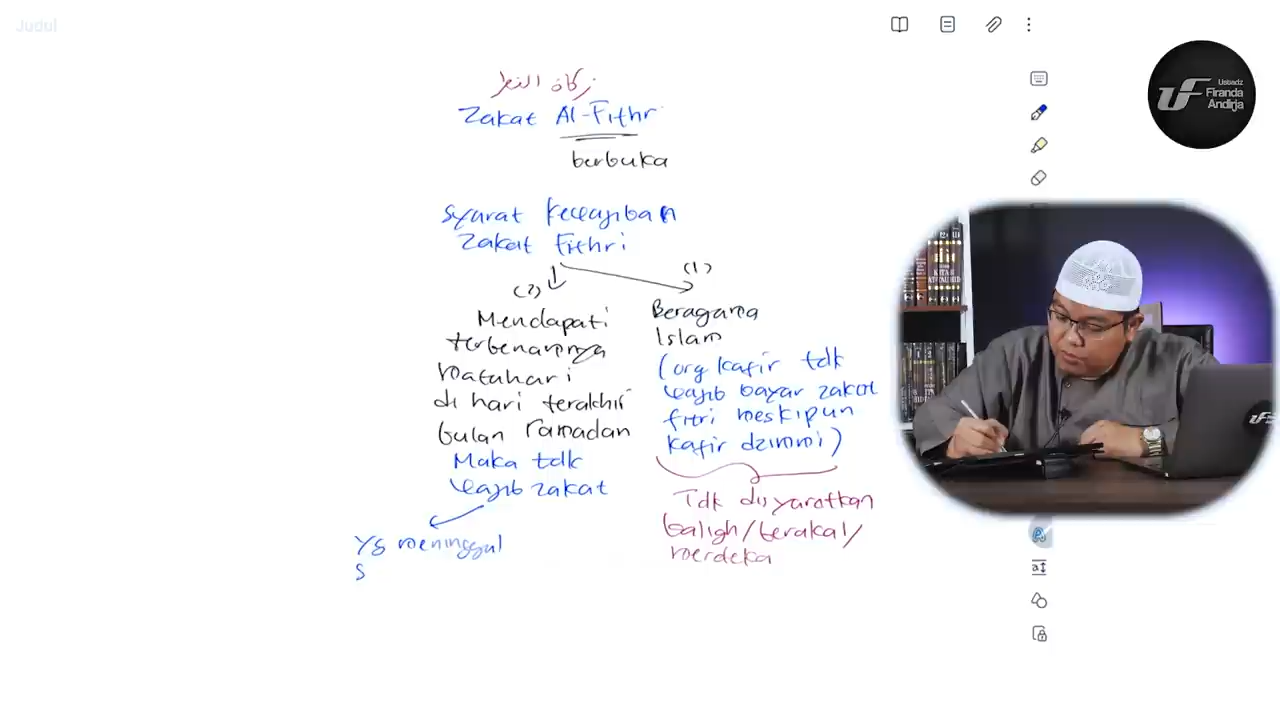 Judul
زكاة الفطر
Zakat Al-Fithr
berbuka
Syarat kewajiban
Zakat Fithri
(1)
Beragama
Islam
(org kafir tdk
wajib bayar zakat
fitri meskipun
kafir dzimmi)
Tdk disyaratkan
baligh/berakal/
merdeka
(2)
Mendapati
terbenamnya
matahari
di hari terakhir
bulan ramadan
Maka tdk
wajib zakat
Yg meninggal
S
Ustadz
Firanda
Andirja
UF